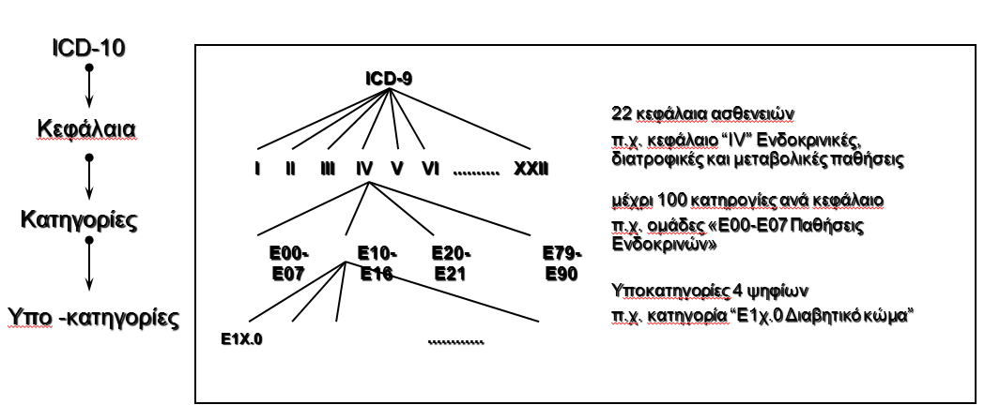 ICD-10
Κεφάλαια
Κατηγορίες
Υπο -κατηγορίες
ICD-9
I II III IV V VI .......... XXII
E00-
E07
E10-
E16
E20-
E21
E79-
E90
E1X.0 ............
22 κεφάλαια ασθενειών
π.χ. κεφάλαιο “IV” Ενδοκρινικές,
διατροφικές και μεταβολικές παθήσεις
μέχρι 100 κατηρογίες ανά κεφάλαιο
π.χ. ομάδες «E00-E07 Παθήσεις
Ενδοκρινών»
Υποκατηγορίες 4 ψηφίων
π.χ. κατηγορία “E1χ.0 Διαβητικό κώμα”